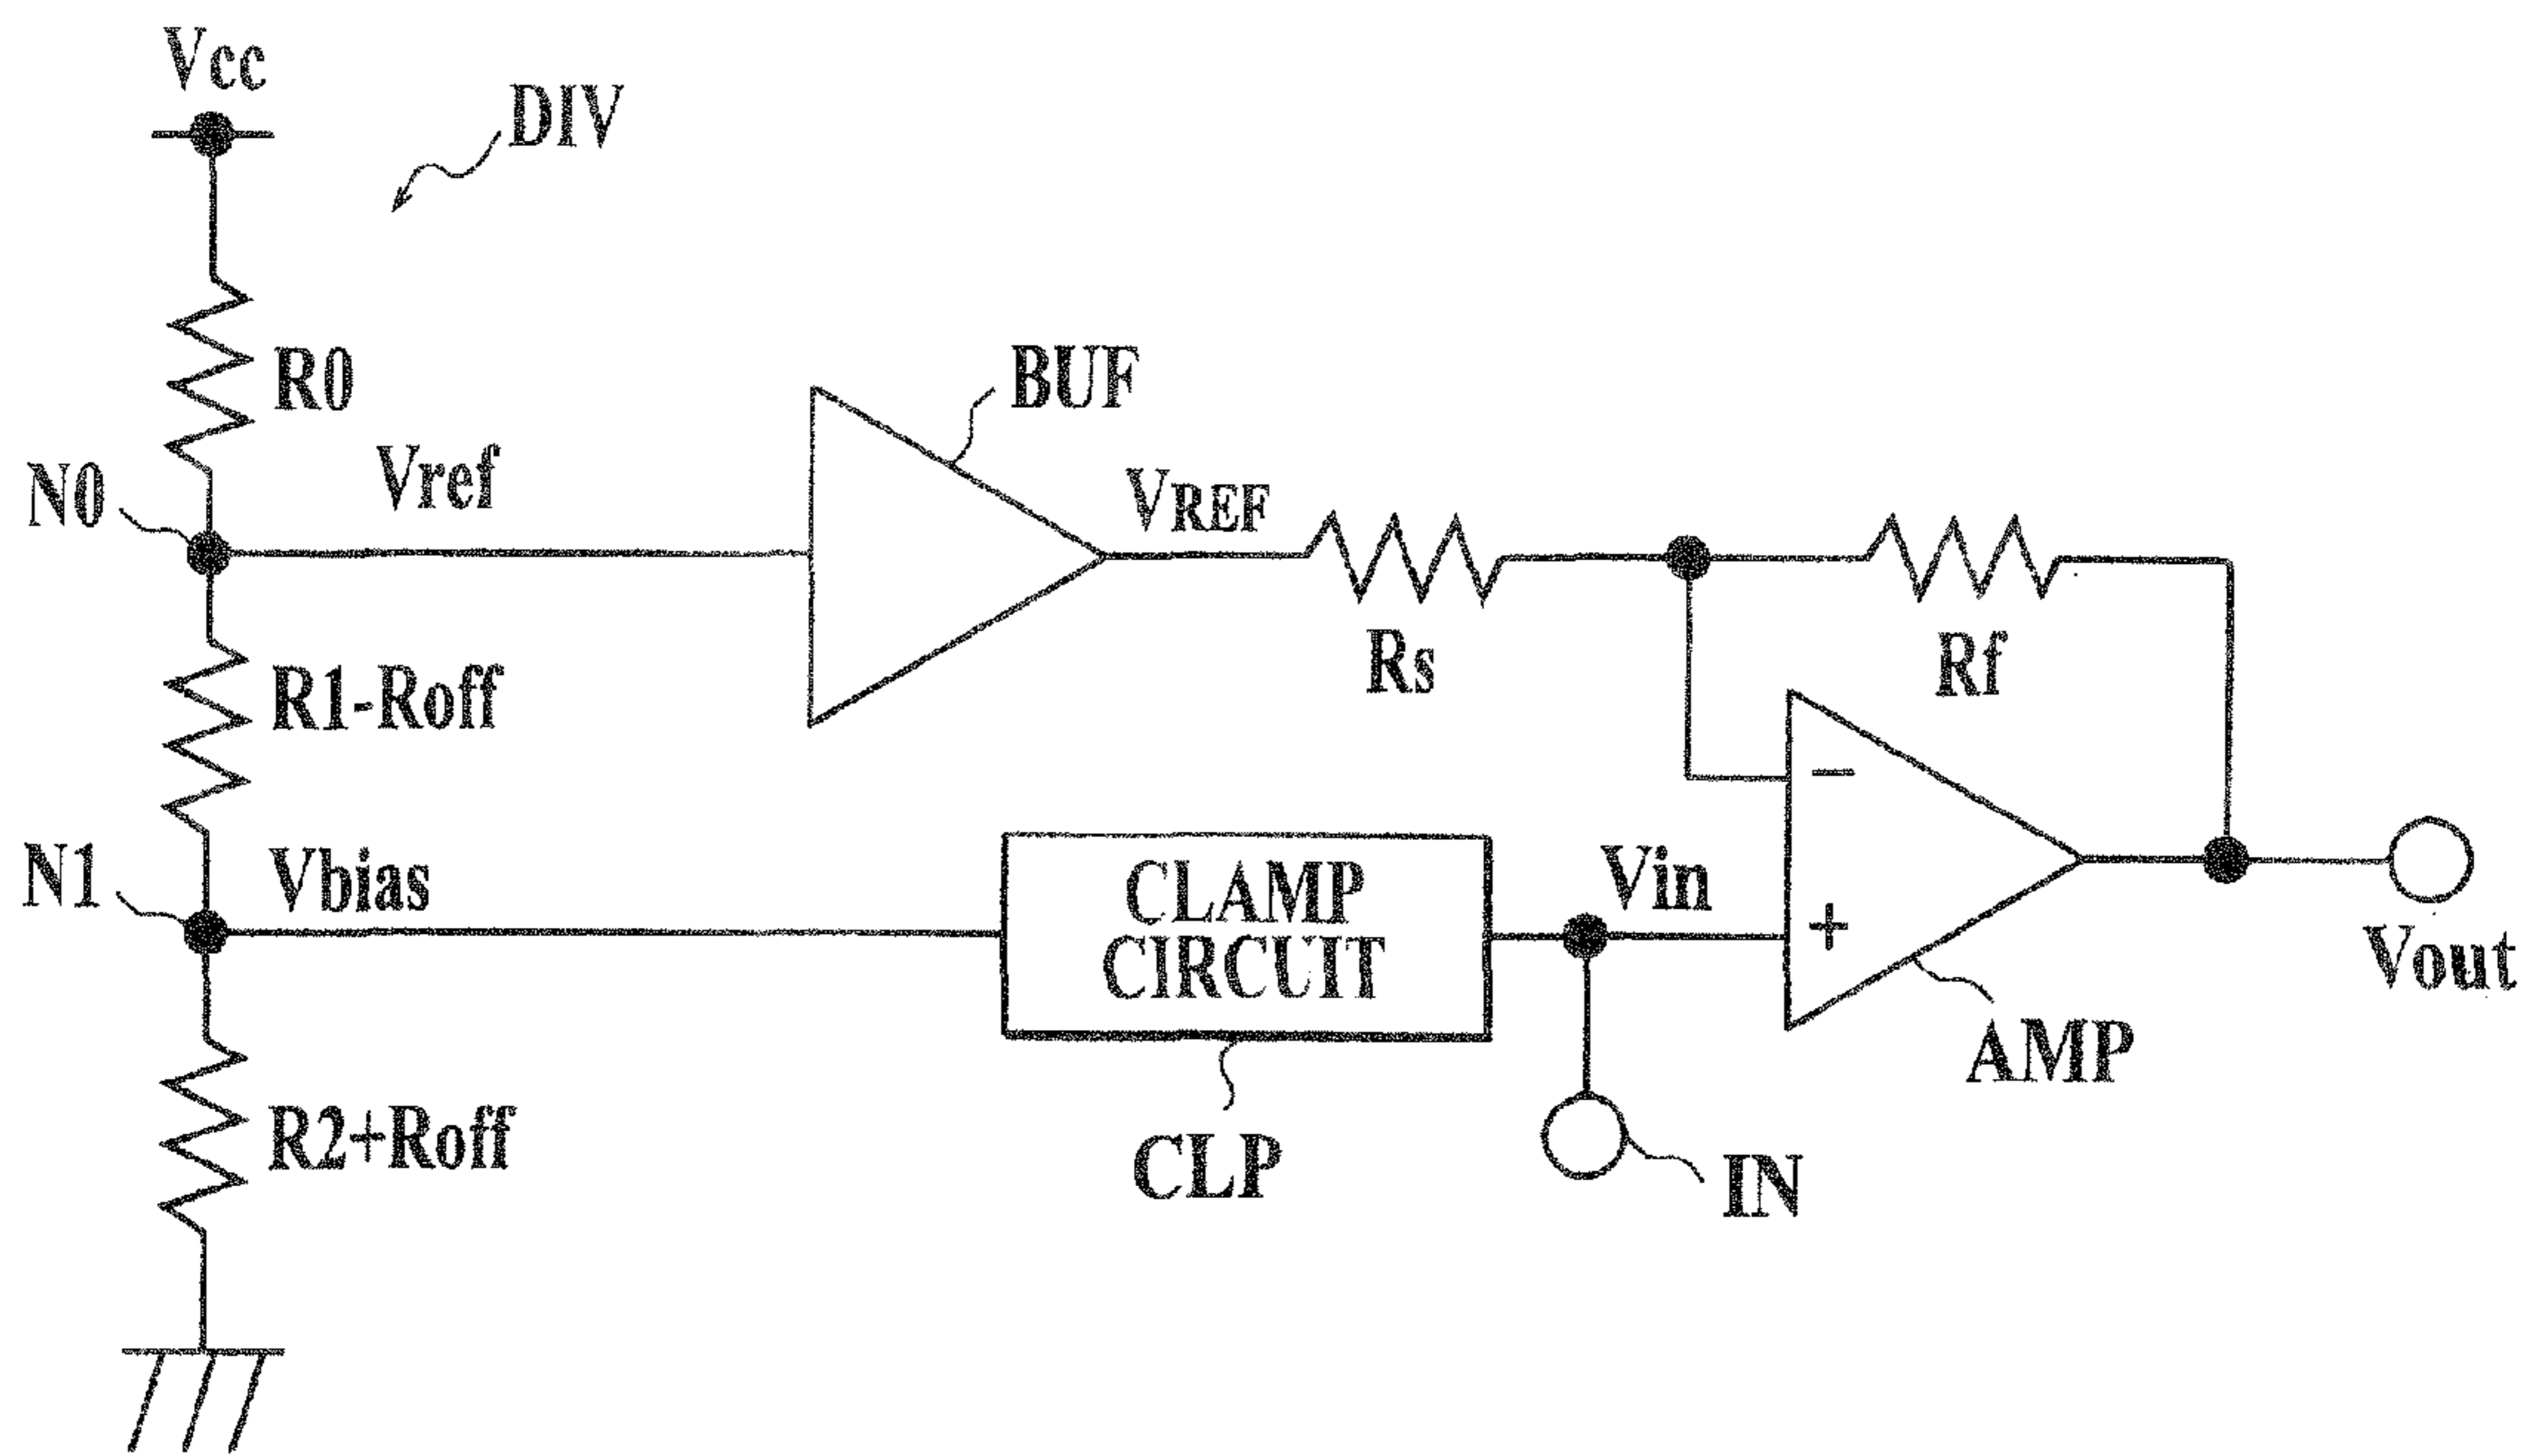 Vcc
DIV
R0
BUF
N0
Vref
VREF
Rs
Rf
R1-Roff
−
N1
Vbias
CLAMP
CIRCUIT
Vin
+
Vout
AMP
R2+Roff
CLP
IN